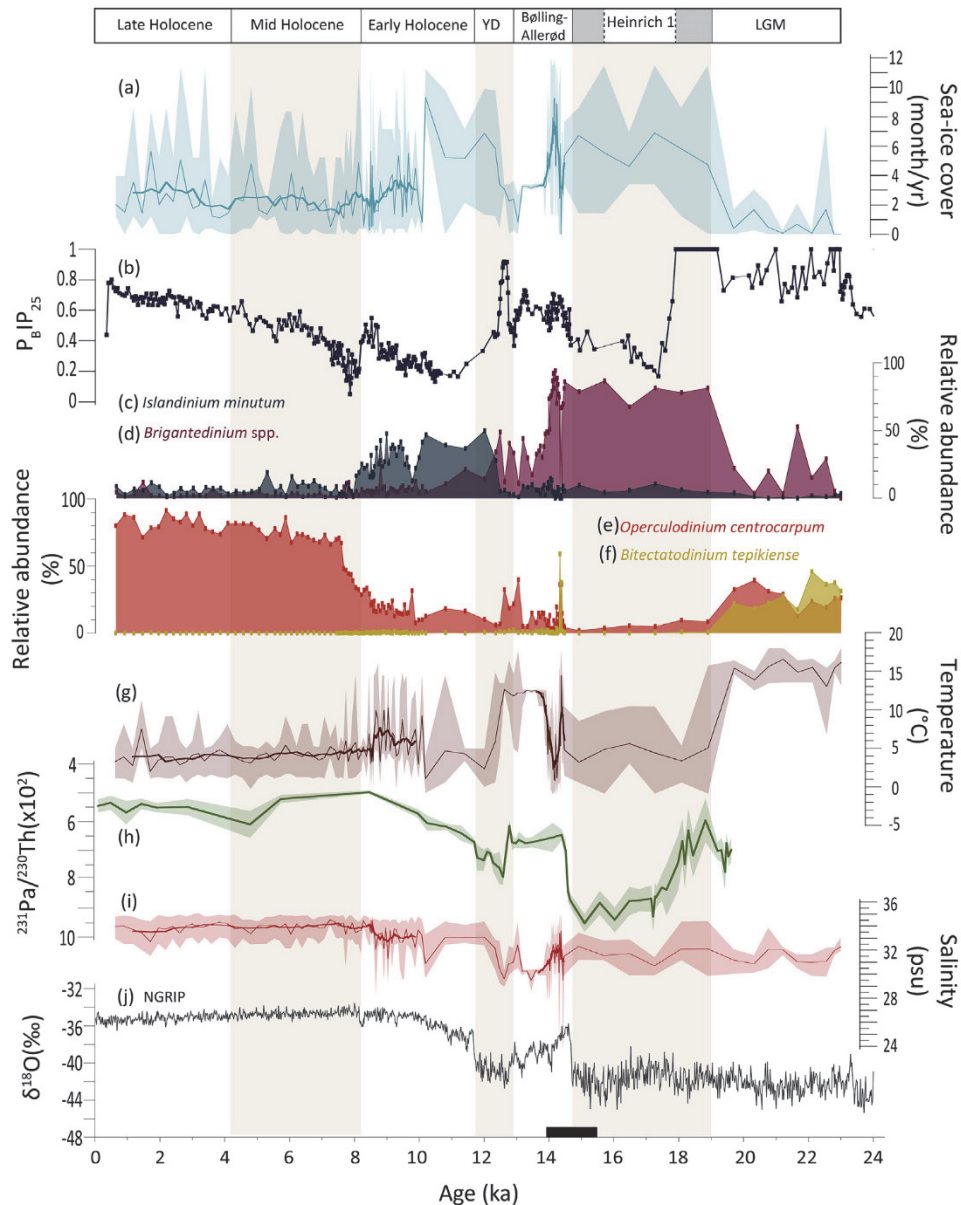 Late Holocene Mid Holocene Early Holocene YD Bølling-Allerød Heinrich 1 LGM
(a)
12
10
8
6
4
2
0
Sea-ice cover
(month/yr)
(b)
1
0.8
0.6
0.4
0.2
0
PBIP25
(c) Islandinium minutum
(d) Brigantedinium spp.
100
50
0
Relative abundance
(%)
100
50
0
Relative abundance
(%)
(e) Operculodinium centrocarpum
(f) Bitectatodinium tepikiense
(g)
20
15
10
5
0
-5
Temperature
(°C)
4
6
8
10
231Pa/230Th(x10²)
(h)
(i)
36
32
28
24
Salinity
(psu)
(j) NGRIP
-32
-36
-40
-44
-48
δ18O(‰)
0 2 4 6 8 10 12 14 16 18 20 22 24
Age (ka)